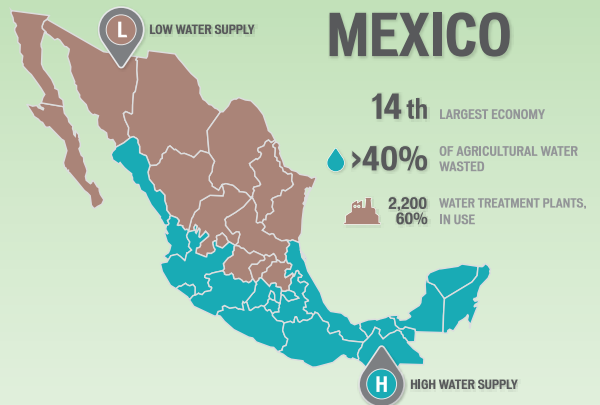 L LOW WATER SUPPLY
MEXICO
14 th LARGEST ECONOMY
>40% OF AGRICULTURAL WATER
WASTED
2,200 WATER TREATMENT PLANTS,
60% IN USE
H HIGH WATER SUPPLY